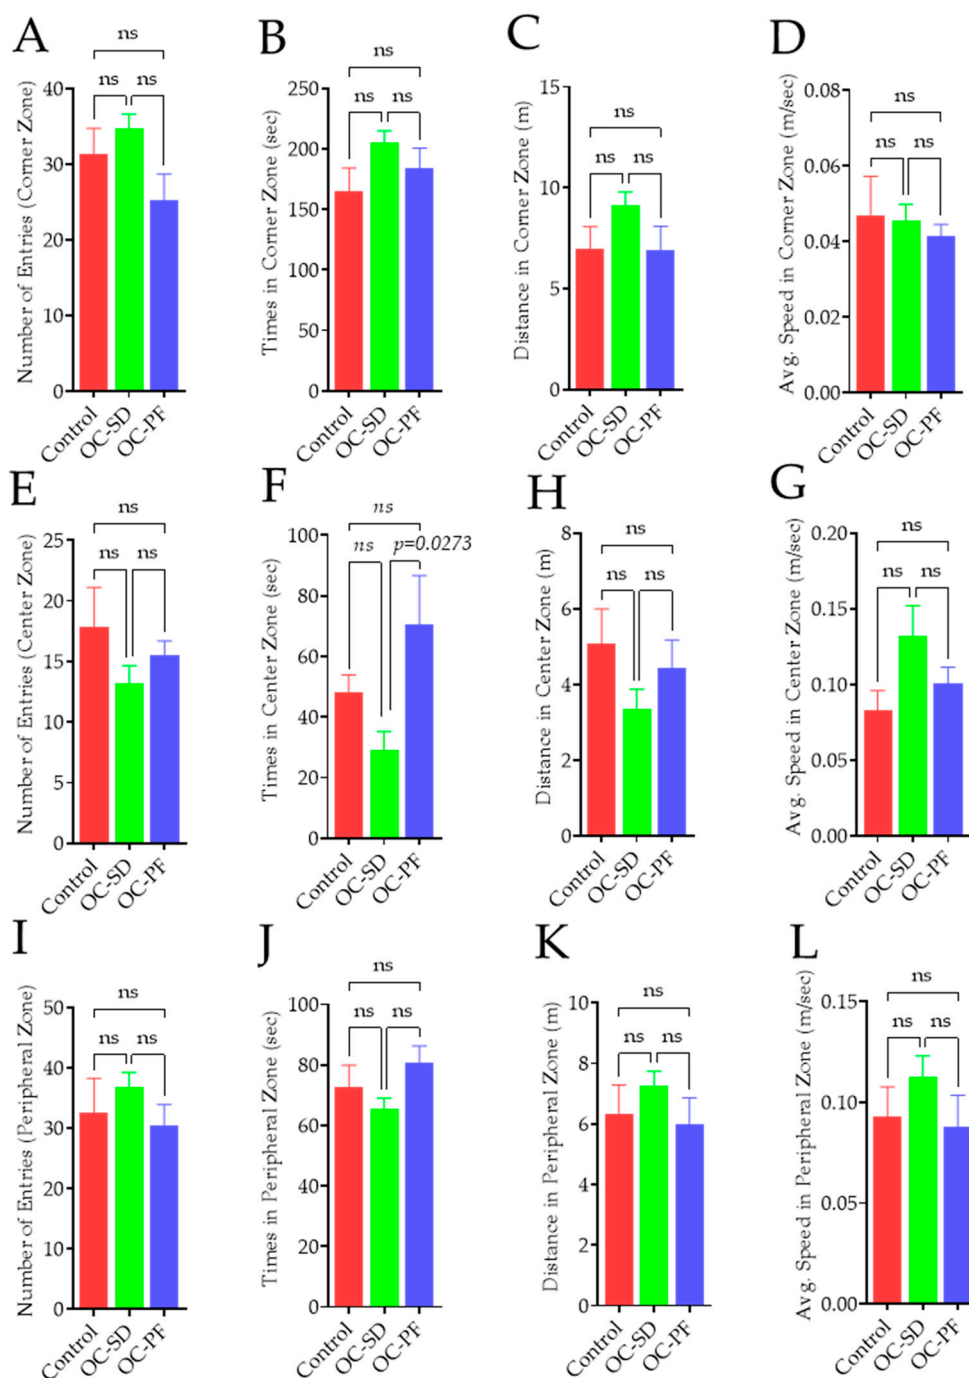 A
Number of Entries (Corner Zone)
ns
ns
ns
40
30
20
10
0
Control
OC-SD
OC-PF
B
Times in Corner Zone (sec)
ns
ns
ns
250
200
150
100
50
0
Control
OC-SD
OC-PF
C
Distance in Corner Zone (m)
ns
ns
ns
15
10
5
0
Control
OC-SD
OC-PF
D
Avg. Speed in Corner Zone (m/sec)
ns
ns
ns
0.08
0.06
0.04
0.02
0.00
Control
OC-SD
OC-PF
E
Number of Entries (Center Zone)
ns
ns
ns
25
20
15
10
5
0
Control
OC-SD
OC-PF
F
Times in Center Zone (sec)
ns
ns
p=0.0273
100
80
60
40
20
0
Control
OC-SD
OC-PF
H
Distance in Center Zone (m)
ns
ns
ns
8
6
4
2
0
Control
OC-SD
OC-PF
G
Avg. Speed in Center Zone (m/sec)
ns
ns
ns
0.20
0.15
0.10
0.05
0.00
Control
OC-SD
OC-PF
I
Number of Entries (Peripheral Zone)
ns
ns
ns
50
40
30
20
10
0
Control
OC-SD
OC-PF
J
Times in Peripheral Zone (sec)
ns
ns
ns
100
80
60
40
20
0
Control
OC-SD
OC-PF
K
Distance in Peripheral Zone (m)
ns
ns
ns
10
8
6
4
2
0
Control
OC-SD
OC-PF
L
Avg. Speed in Peripheral Zone (m/sec)
ns
ns
ns
0.15
0.10
0.05
0.00
Control
OC-SD
OC-PF